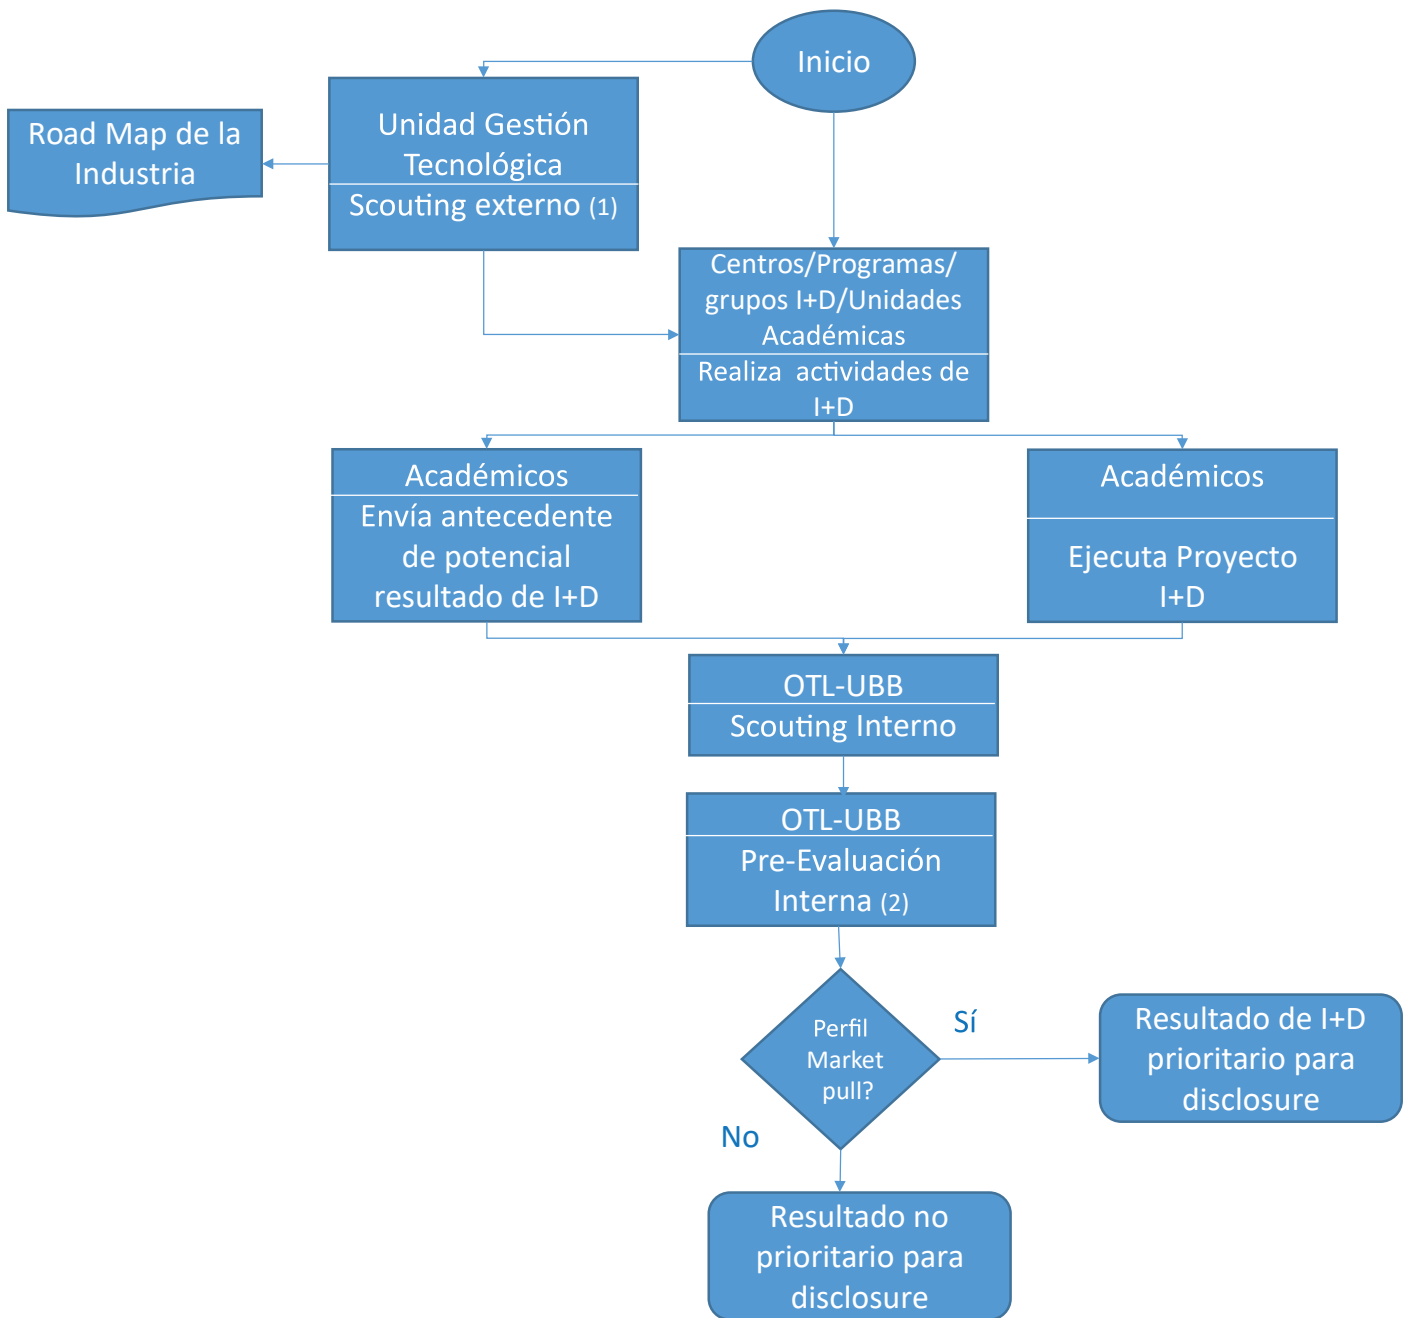 Inicio
Unidad Gestión
Tecnológica
Scouting externo (1)
Road Map de la
Industria
Centros/Programas/
grupos I+D/Unidades
Académicas
Realiza  actividades de
I+D
Académicos
Envía antecedente
de potencial
resultado de I+D
Académicos
Ejecuta Proyecto
I+D
OTL-UBB
Scouting Interno
OTL-UBB
Pre-Evaluación
Interna (2)
Perfil
Market
pull?
Sí
Resultado de I+D
prioritario para
disclosure
No
Resultado no
prioritario para
disclosure